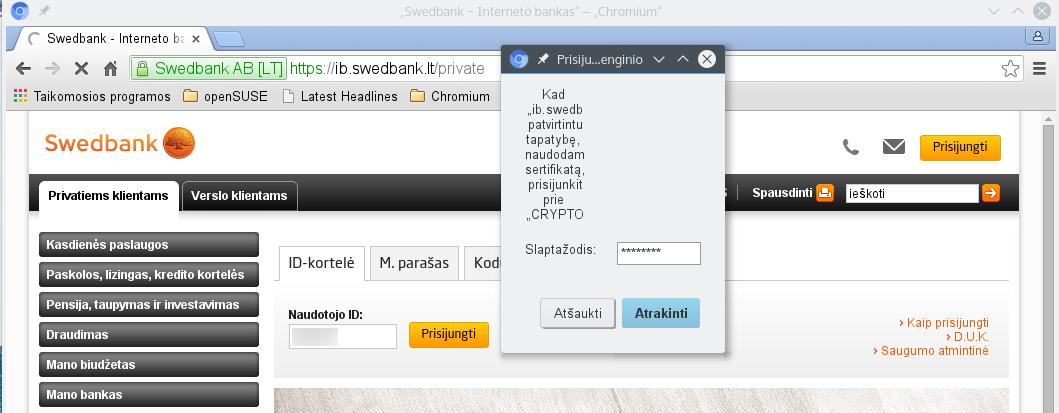 „Swedbank - Interneto bankas“ – „Chromium“
Swedbank - Interneto ba
Swedbank AB [LT] https://ib.swedbank.lt/private
Taikomosios programos openSUSE Latest Headlines Chromium
Prisiju...enginio
Kad
„ib.swedb
patvirtintu
tapatybę,
naudodam
sertifikatą,
prisijunkit
prie
„CRYPTO
Slaptažodis: ********
Atšaukti Atrakinti
Swedbank
Prisijungti
Privatiems klientams Verslo klientams
Spausdinti ieškoti
Kasdienės paslaugos
Paskolos, lizingas, kredito kortelės
Pensija, taupymas ir investavimas
Draudimas
Mano biudžetas
Mano bankas
ID-kortelė M. parašas Kodu
Naudotojo ID:
Prisijungti
› Kaip prisijungti
› D.U.K.
› Saugumo atmintinė